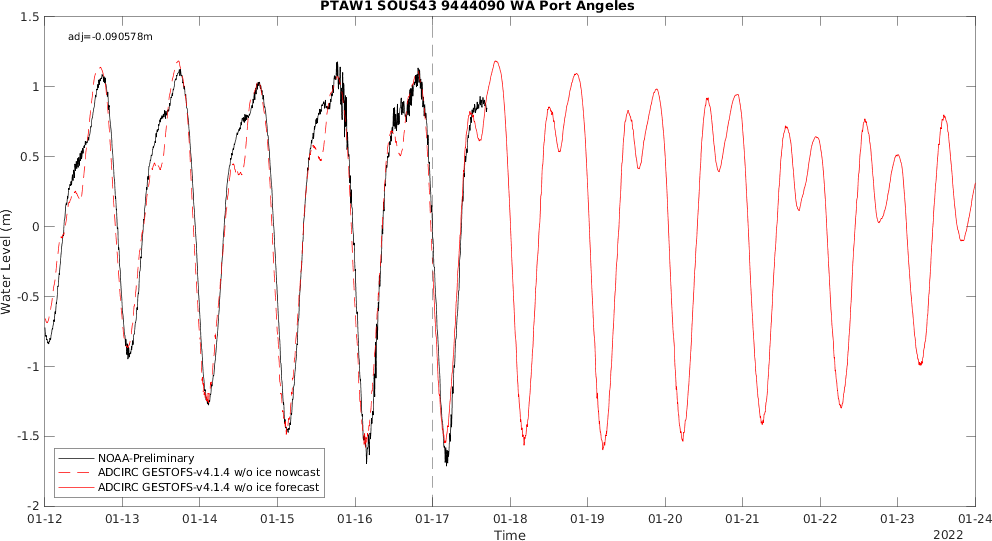 PTAW1 SOUS43 9444090 WA Port Angeles
adj=-0.090578m
Water Level (m)
1.5
1
0.5
0
-0.5
-1
-1.5
-2
NOAA-Preliminary
ADCIRC GESTOFS-v4.1.4 w/o ice nowcast
ADCIRC GESTOFS-v4.1.4 w/o ice forecast
01-12 01-13 01-14 01-15 01-16 01-17 01-18 01-19 01-20 01-21 01-22 01-23 01-24
Time
2022